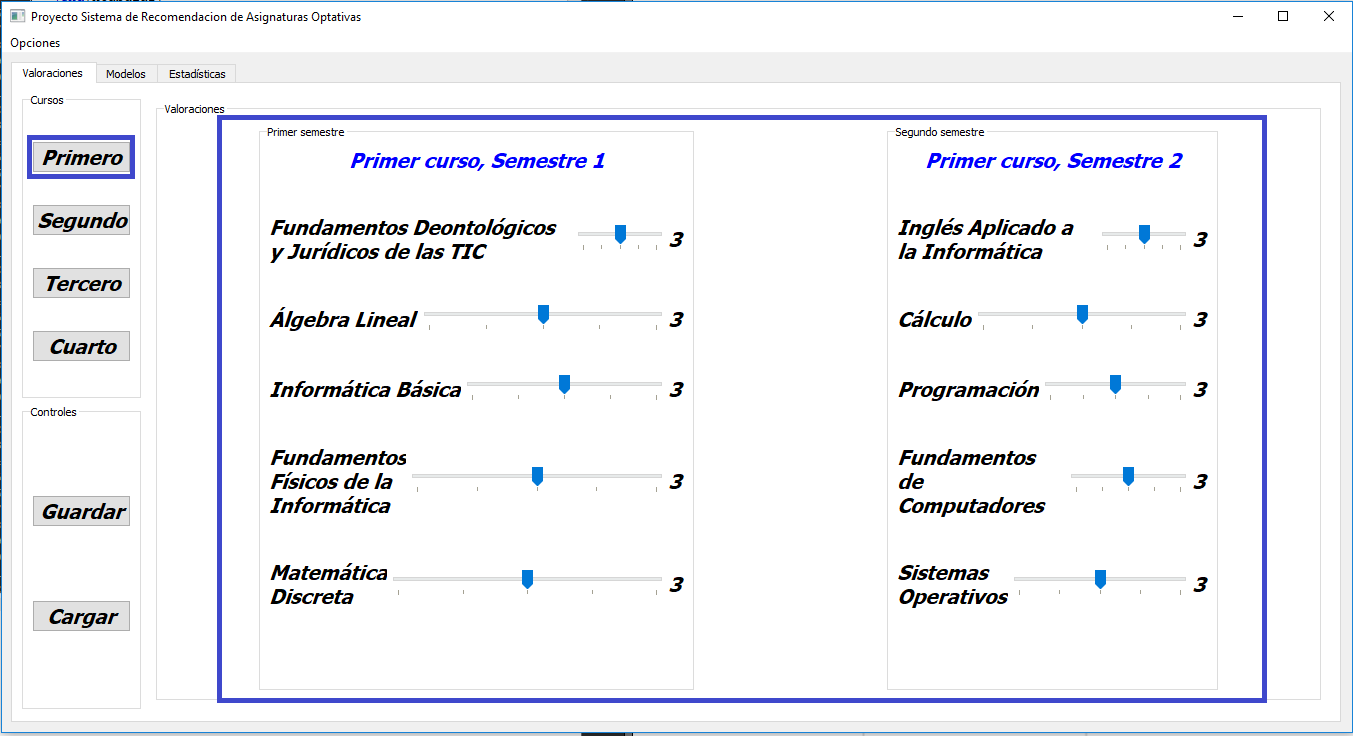 Proyecto Sistema de Recomendacion de Asignaturas Optativas
Opciones
Valoraciones
Modelos
Estadísticas
Cursos
Primero
Segundo
Tercero
Cuarto
Controles
Guardar
Cargar
Valoraciones
Primer semestre
Primer curso, Semestre 1
Fundamentos Deontológicos
y Jurídicos de las TIC
3
Álgebra Lineal
3
Informática Básica
3
Fundamentos
Físicos de la
Informática
3
Matemática
Discreta
3
Segundo semestre
Primer curso, Semestre 2
Inglés Aplicado a
la Informática
3
Cálculo
3
Programación
3
Fundamentos
de
Computadores
3
Sistemas
Operativos
3